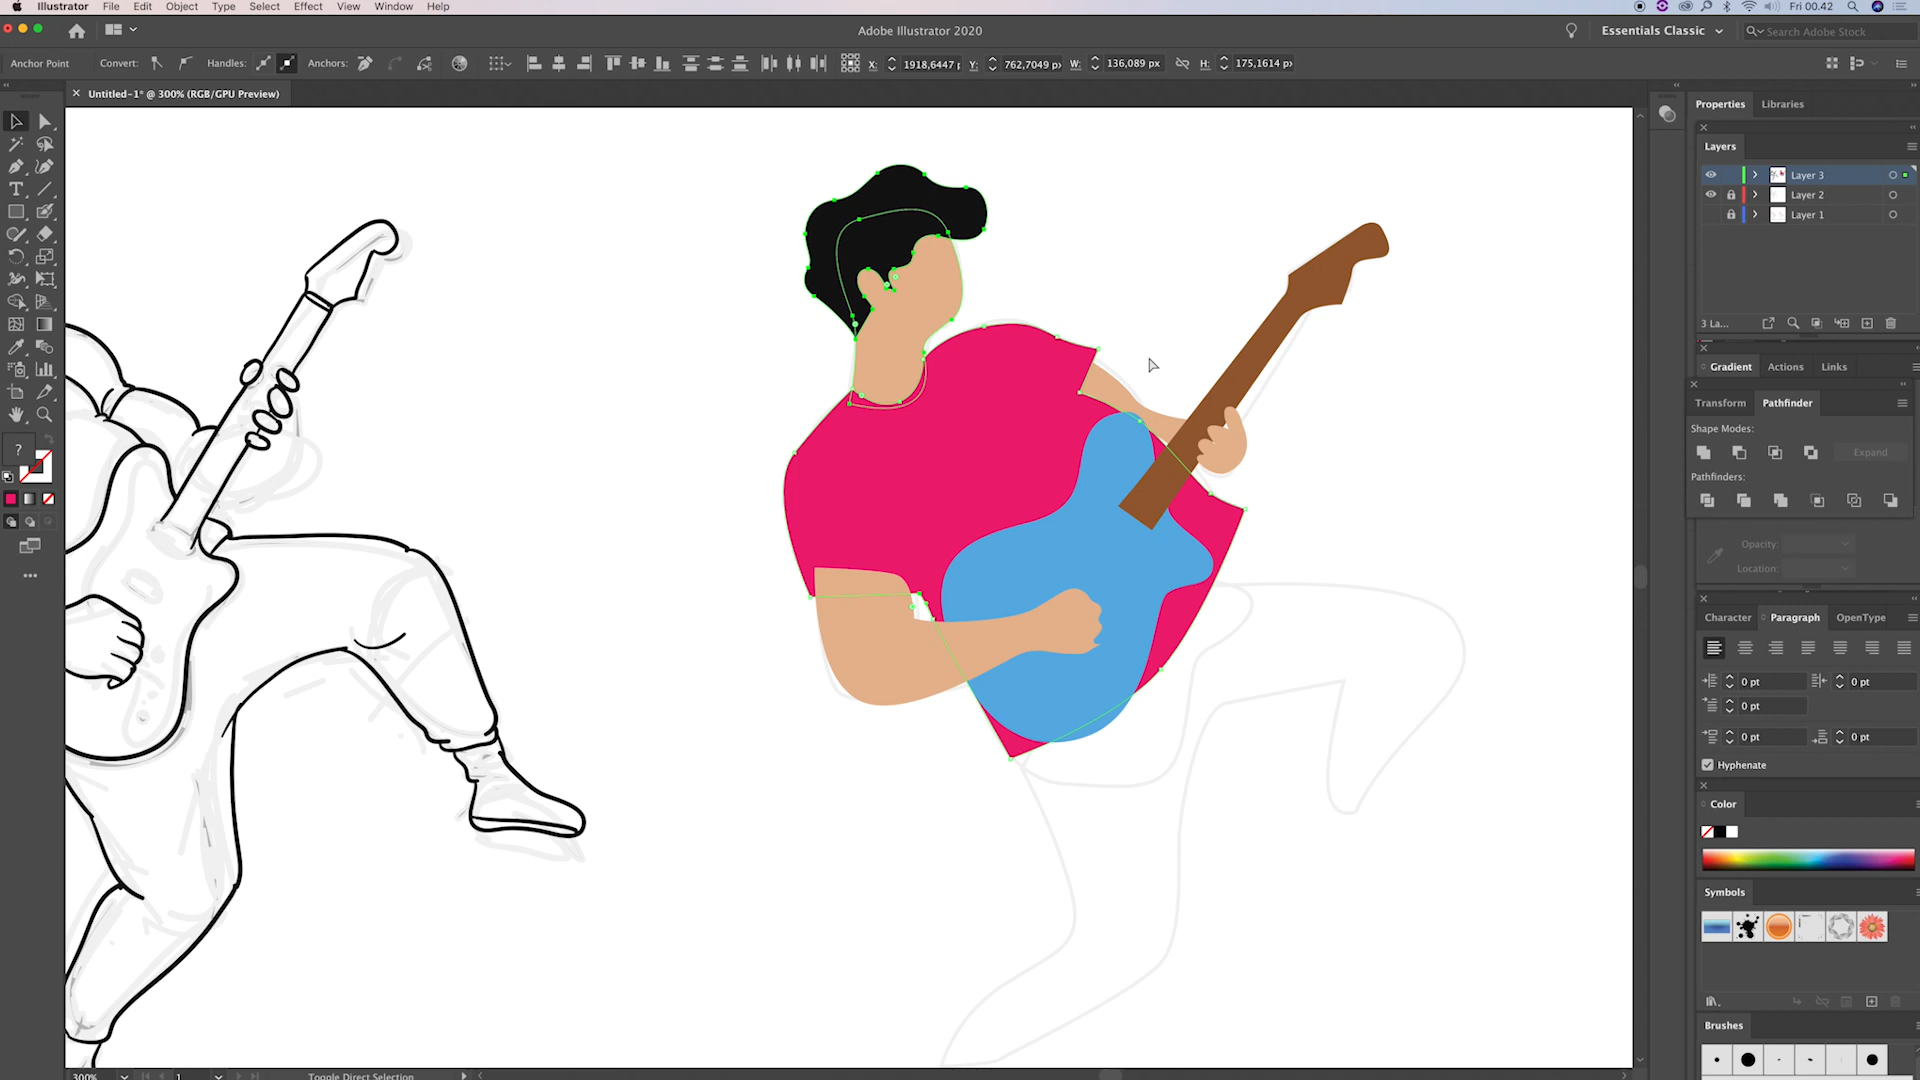 Illustrator File Edit Object Type Select Effect View Window Help Fri 00.42
Adobe Illustrator 2020 Essentials Classic Search Adobe Stock
Anchor Point Convert: Handles: Anchors: X: 1918,6447 Y: 762,7049 px W: 136,089 px H: 175,1614 px
Untitled-1* @ 300% (RGB/GPU Preview)
Properties Libraries
Layers
Layer 3
Layer 2
Layer 1
3 La...
Gradient Actions Links
Transform Pathfinder
Shape Modes:
Expand
Pathfinders:
Opacity:
Location:
Character Paragraph OpenType
0 pt 0 pt
0 pt
0 pt 0 pt
Hyphenate
Color
Symbols
Brushes
?
300% 1 Toggle Direct Selection